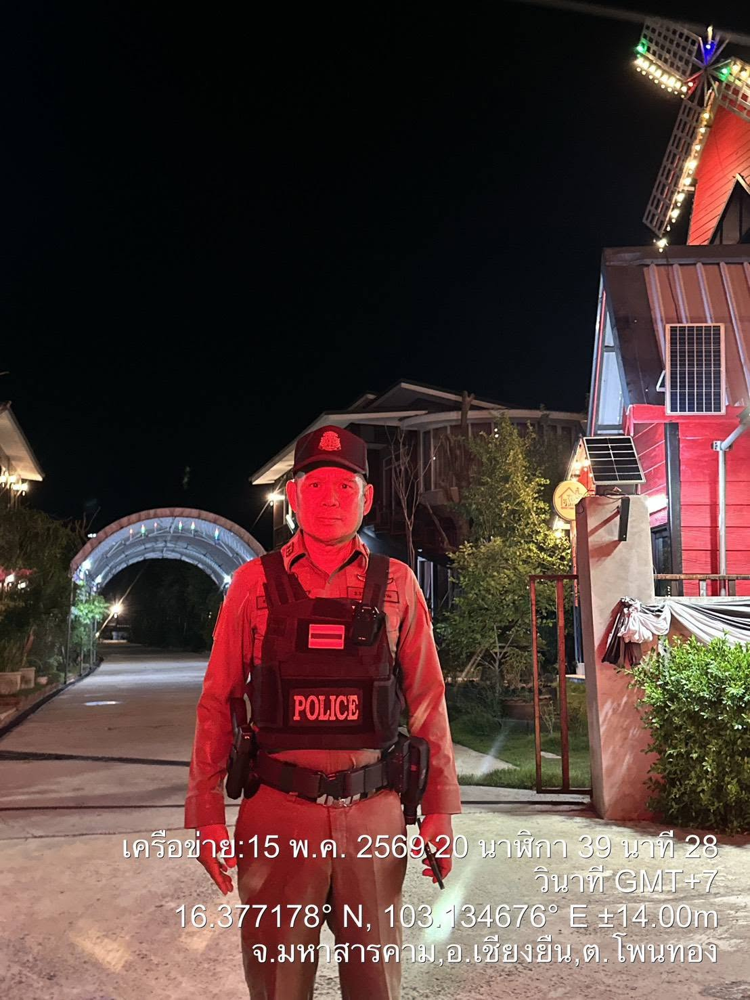 POLICE
เครือข่าย:15 พ.ค. 2569 20 นาฬิกา 39 นาที 28
วินาที GMT+7
16.377178° N, 103.134676° E ±14.00m
จ.มหาสารคาม,อ.เชียงยืน,ต.โพนทอง